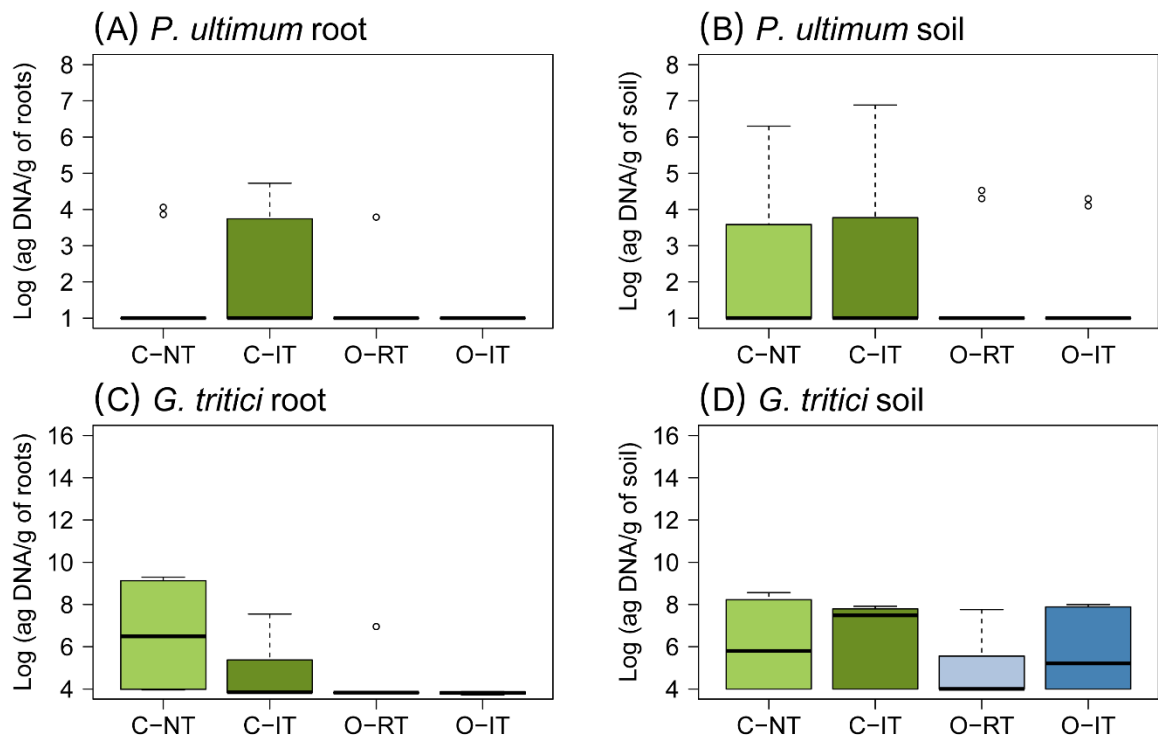 (A) P. ultimum root
Log (ag DNA/g of roots)
8
7
6
5
4
3
2
1
C−NT C−IT O−RT O−IT
(B) P. ultimum soil
Log (ag DNA/g of soil)
8
7
6
5
4
3
2
1
C−NT C−IT O−RT O−IT
(C) G. tritici root
Log (ag DNA/g of roots)
16
14
12
10
8
6
4
C−NT C−IT O−RT O−IT
(D) G. tritici soil
Log (ag DNA/g of soil)
16
14
12
10
8
6
4
C−NT C−IT O−RT O−IT